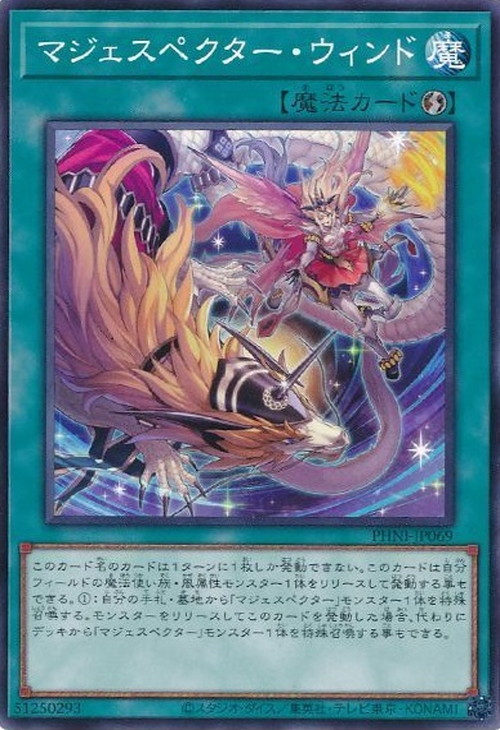 マジェスペクター・ウィンド 魔
【魔法カード】
PHNI-JP069
このカード名のカードは1ターンに1枚しか発動できない。このカードは自分
フィールドの魔法使い族・風属性モンスター1体をリリースして発動する事も
できる。①:自分の手札・墓地から「マジェスペクター」モンスター1体を特殊
召喚する。モンスターをリリースしてこのカードを発動した場合、代わりに
デッキから「マジェスペクター」モンスター1体を特殊召喚する事もできる。
51250293 ©スタジオ・ダイス/集英社・テレビ東京・KONAMI